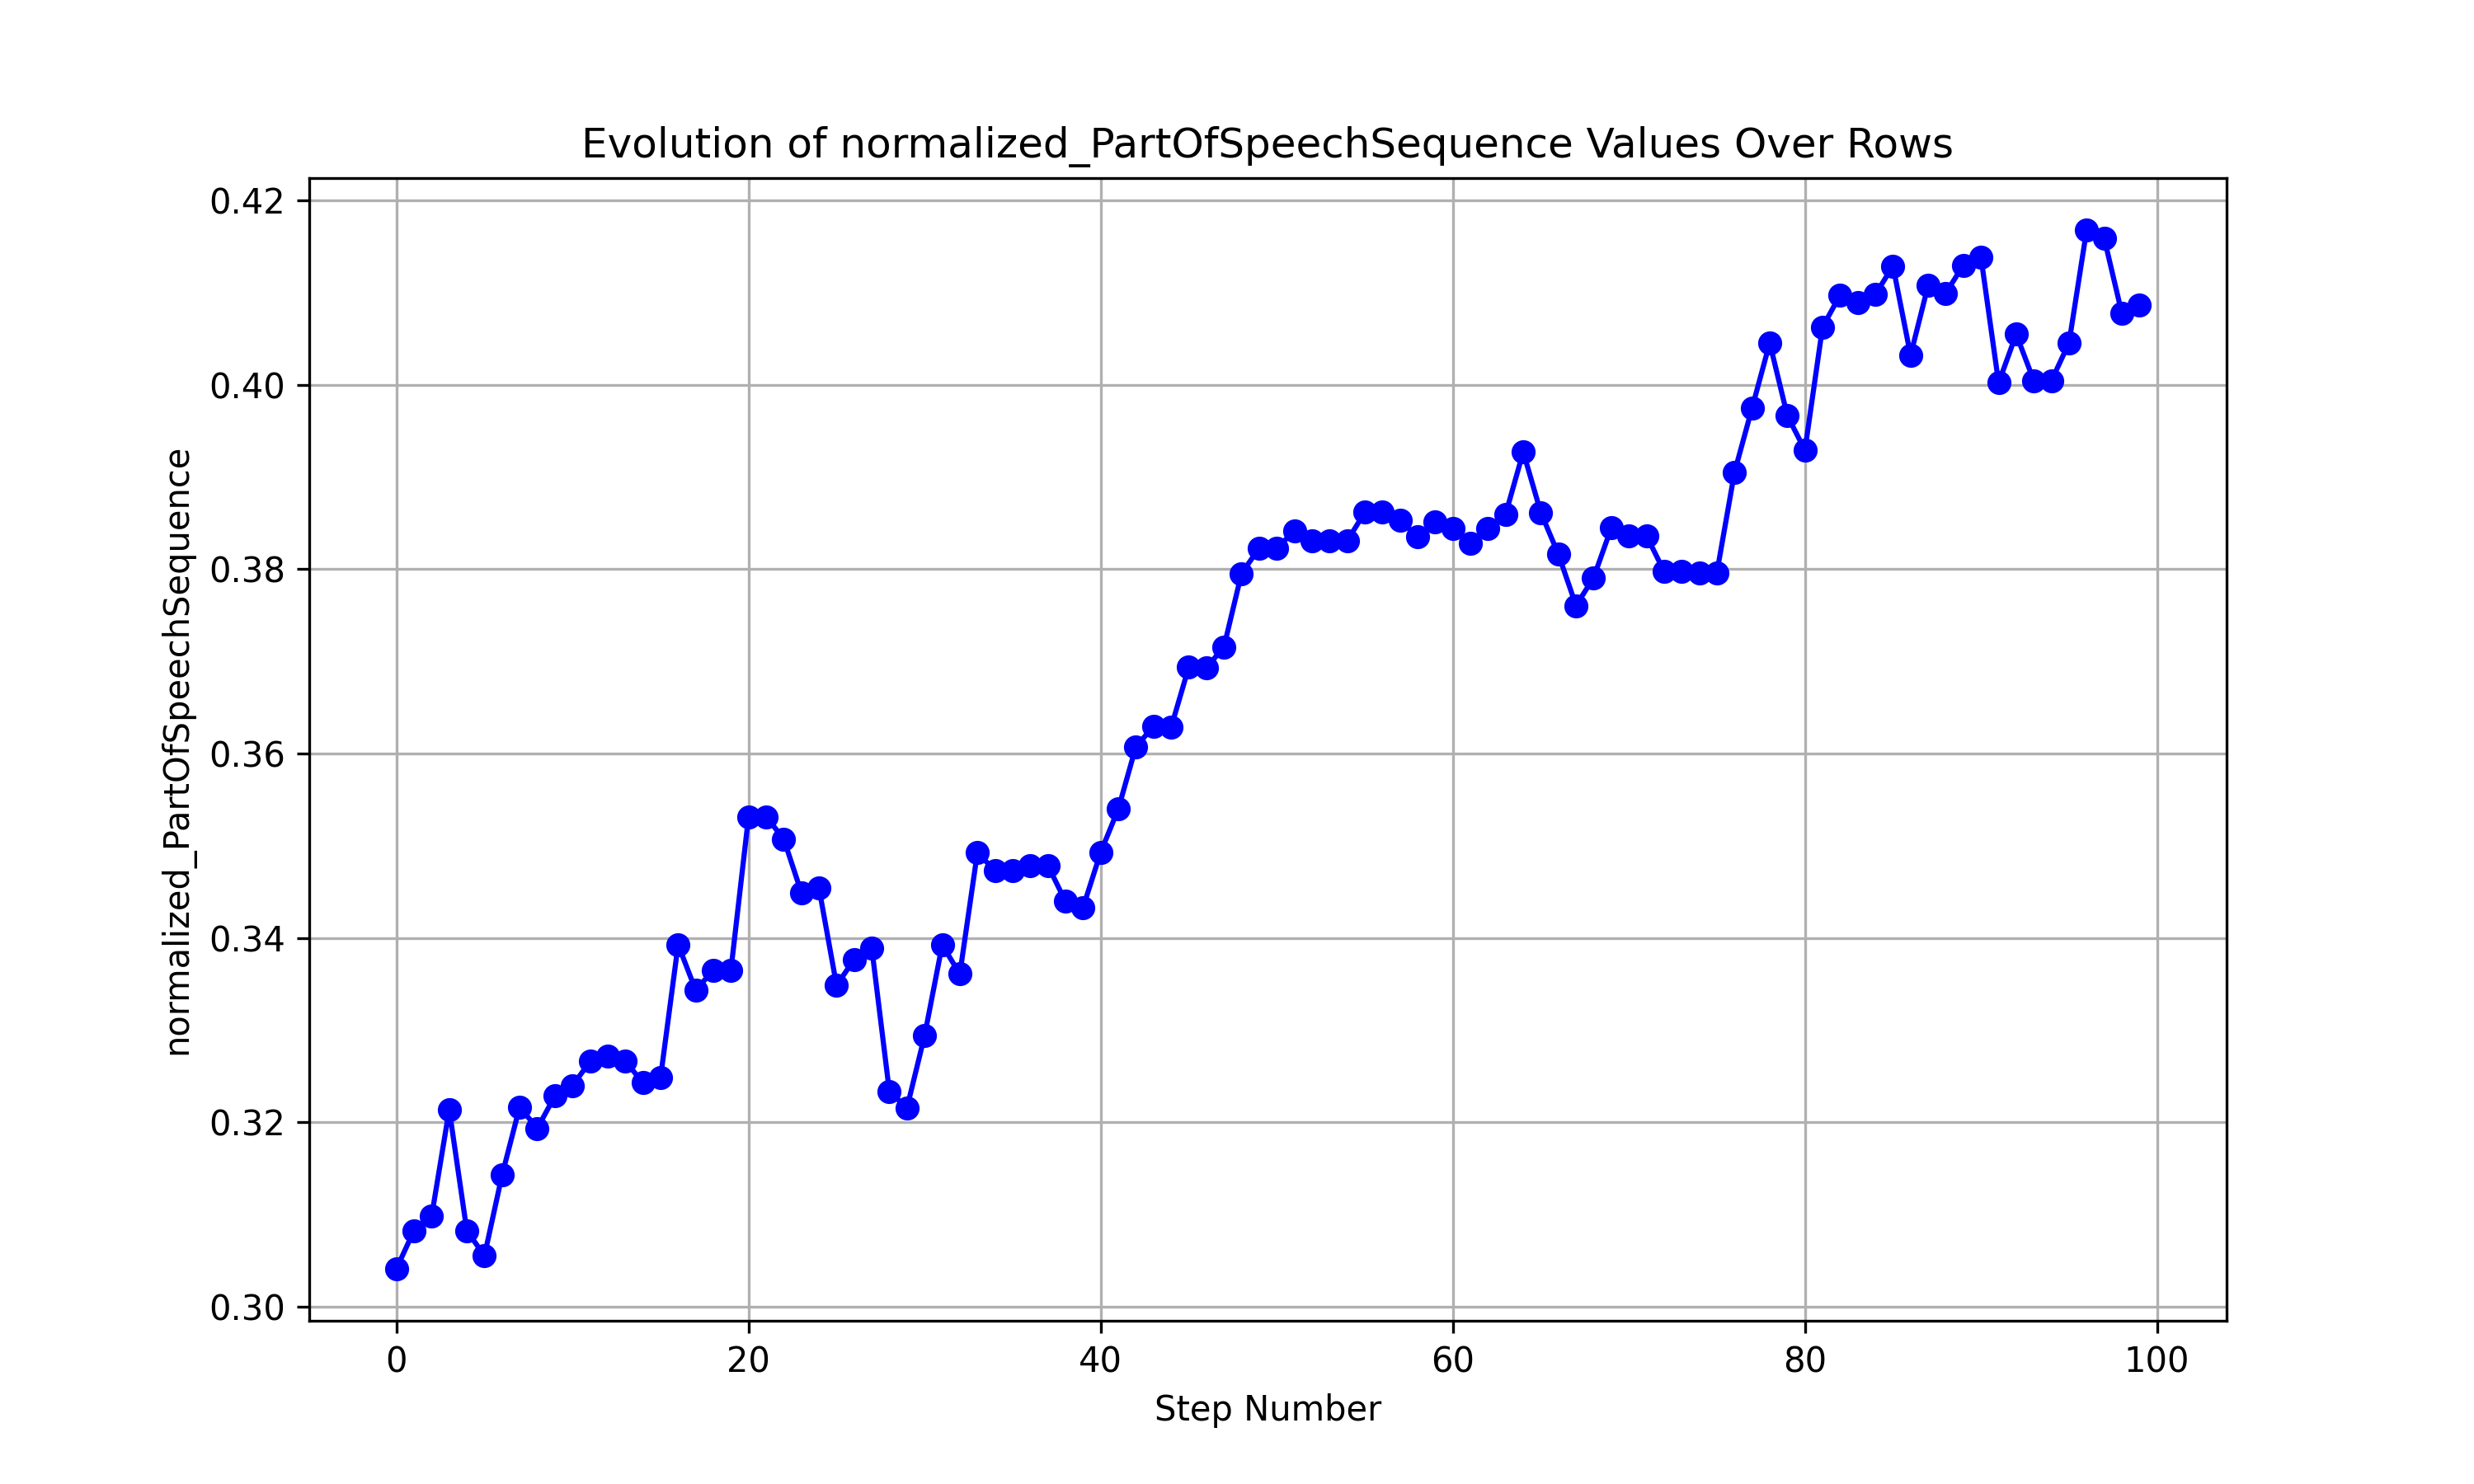 Evolution of normalized_PartOfSpeechSequence Values Over Rows
normalized_PartOfSpeechSequence
0.42
0.40
0.38
0.36
0.34
0.32
0.30
0 20 40 60 80 100
Step Number